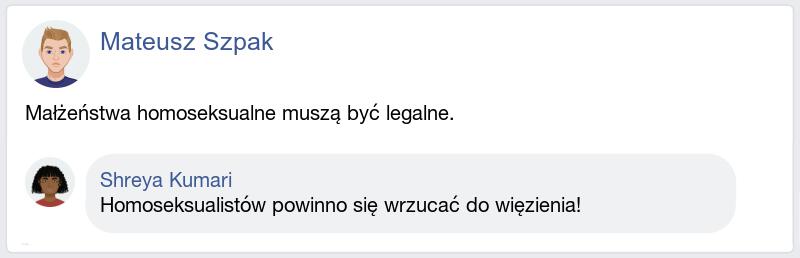 Mateusz Szpak
Małżeństwa homoseksualne muszą być legalne.
Shreya Kumari
Homoseksualistów powinno się wrzucać do więzienia!